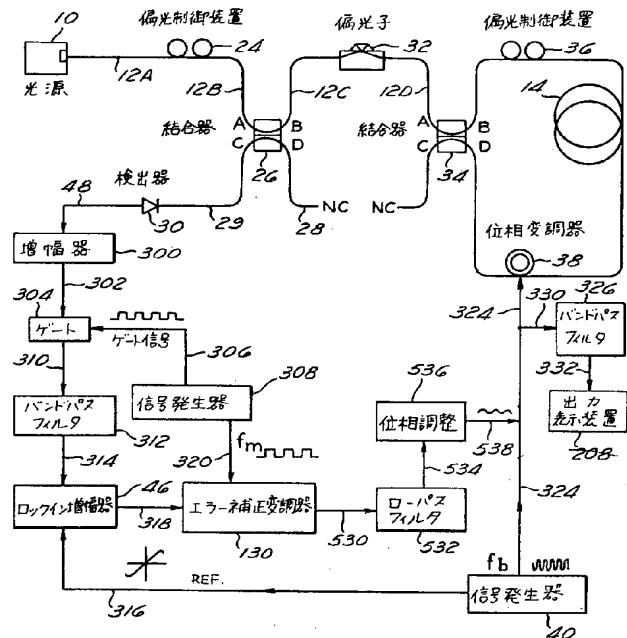 10
光源
12A
偏光制御装置
24
12B
結合器
A
B
C
D
26
12C
偏光子
32
12D
結合器
A
B
C
D
34
偏光制御装置
36
14
検出器
48
30
29
28
NC
NC
位相変調器
38
増幅器
300
302
304
ゲート
ゲート信号
306
310
信号発生器
308
バンドパス
フィルタ
312
314
fm
320
ロックイン増幅器
46
318
エラー補正変調器
130
530
ローパス
フィルタ
532
534
位相調整
536
538
324
330
326
バンドパス
フィルタ
332
出力
表示装置
208
324
fb
信号発生器
40
REF.
316